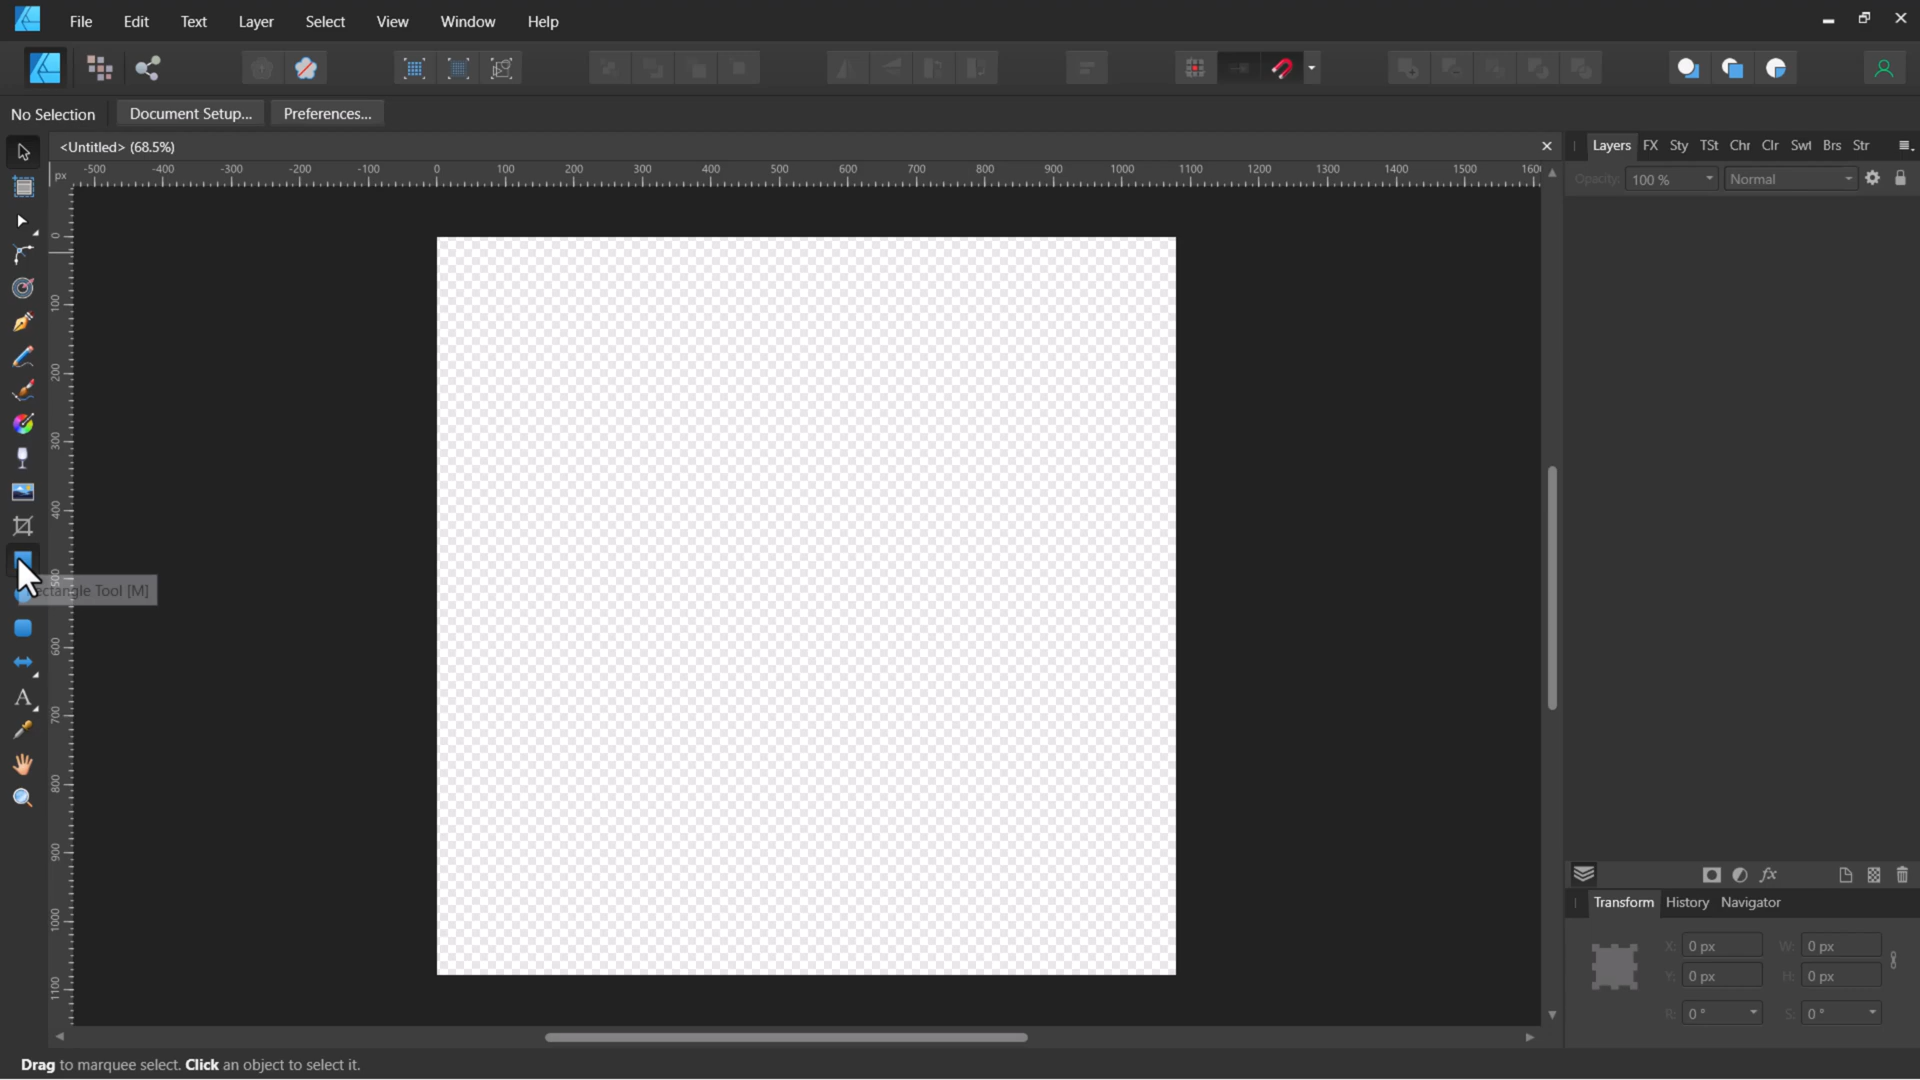 File Edit Text Layer Select View Window Help
No Selection Document Setup... Preferences...
<Untitled> (68.5%)
Layers FX Sty TSt Chr Clr Swt Brs Str
px -500 -400 -300 -200 -100 0 100 200 300 400 500 600 700 800 900 1000 1100 1200 1300 1400 1500
Opacity: 100 % Normal
0
100
200
300
400
500
Tool [M]
600
700
800
900
1000
1100
fx
Transform History Navigator
X: 0 px W: 0 px
Y: 0 px H: 0 px
R: 0 ° S: 0 °
Drag to marquee select. Click an object to select it.